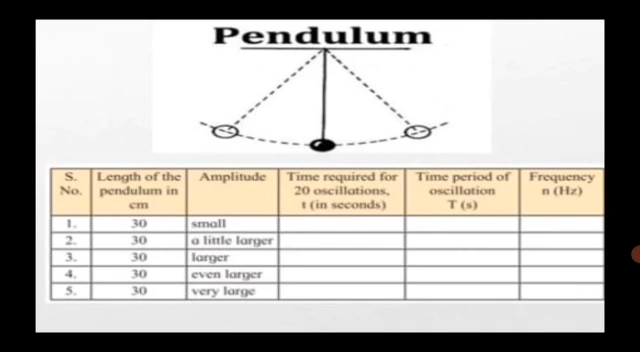 Pendulum
S. No. Length of the pendulum in cm Amplitude Time required for 20 oscillations, t (in seconds) Time period of oscillation T (s) Frequency n (Hz)
1. 30 small
2. 30 a little larger
3. 30 larger
4. 30 even larger
5. 30 very large